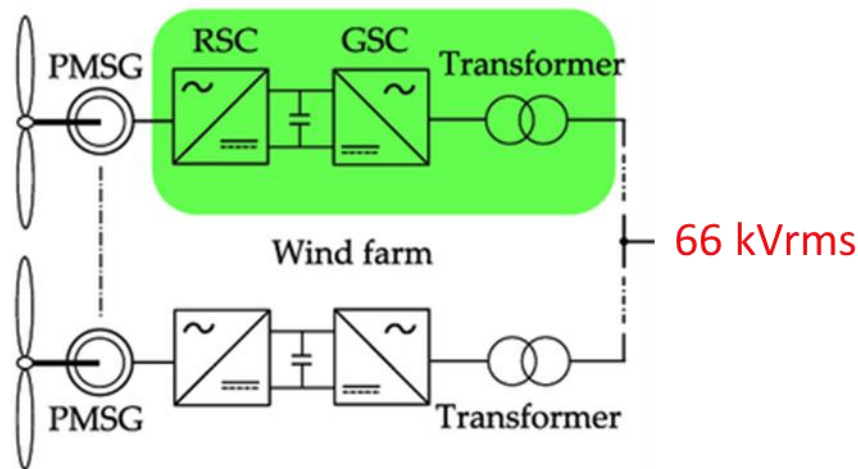 RSC GSC
PMSG Transformer
66 kVrms
Wind farm
PMSG Transformer